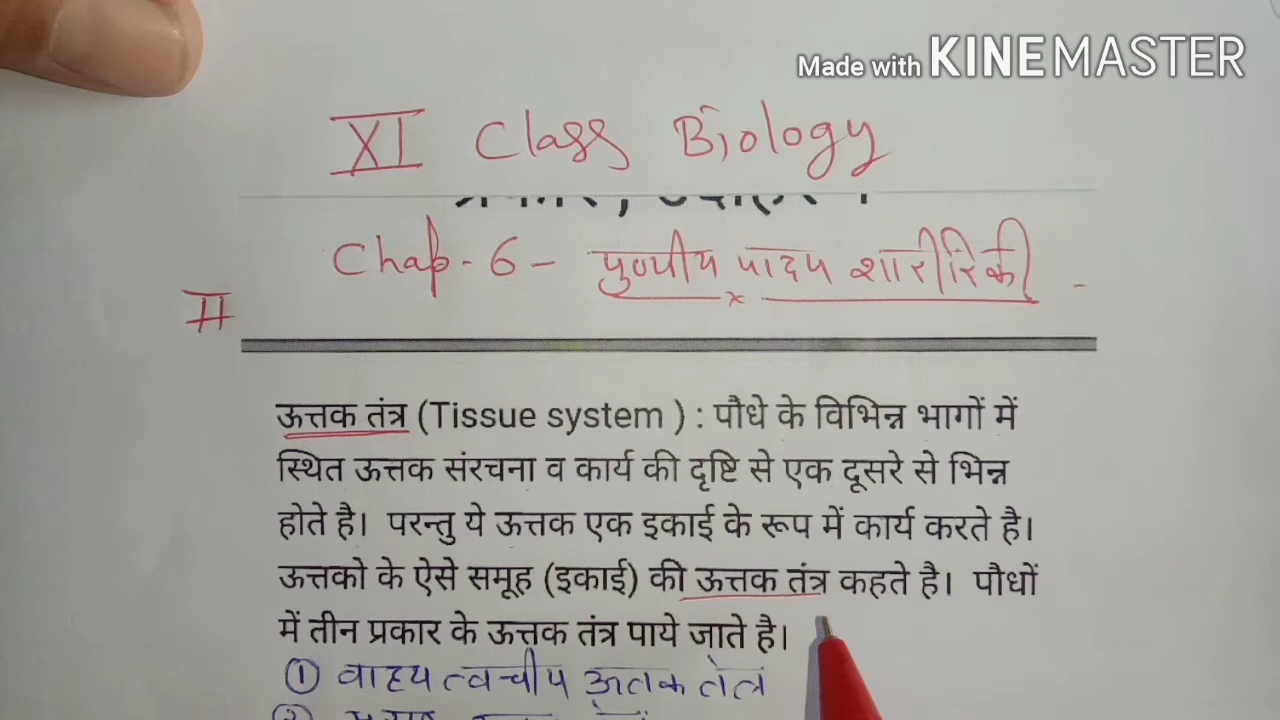 Made with KINEMASTER
XI Class Biology
Chap - 6 - पुष्पीय पादप शारीरिकी -
II
ऊत्तक तंत्र (Tissue system ) : पौधे के विभिन्न भागों में
स्थित ऊत्तक संरचना व कार्य की दृष्टि से एक दूसरे से भिन्न
होते है। परन्तु ये ऊत्तक एक इकाई के रूप में कार्य करते है।
ऊत्तको के ऐसे समूह (इकाई) की ऊत्तक तंत्र कहते है। पौधों
में तीन प्रकार के ऊत्तक तंत्र पाये जाते है।
① वाह्य त्वचीय ऊतक तंत्र
②